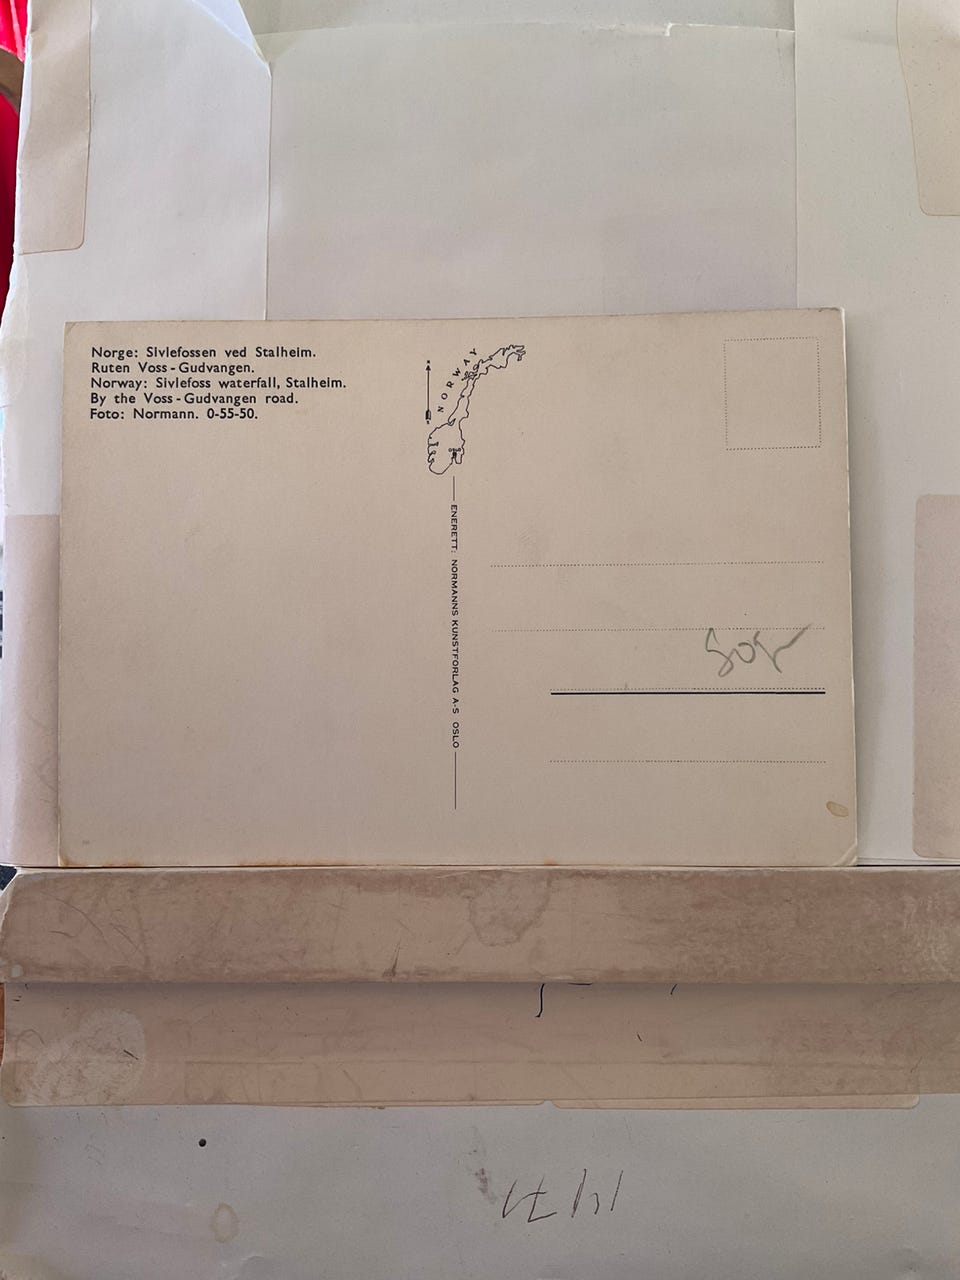 Norge: Sivlefossen ved Stalheim.
Ruten Voss - Gudvangen.
Norway: Sivlefoss waterfall, Stalheim.
By the Voss - Gudvangen road.
Foto: Normann. 0-55-50.
NORWAY
OSLO
ENERETT: NORMANNS KUNSTFORLAG A-S OSLO